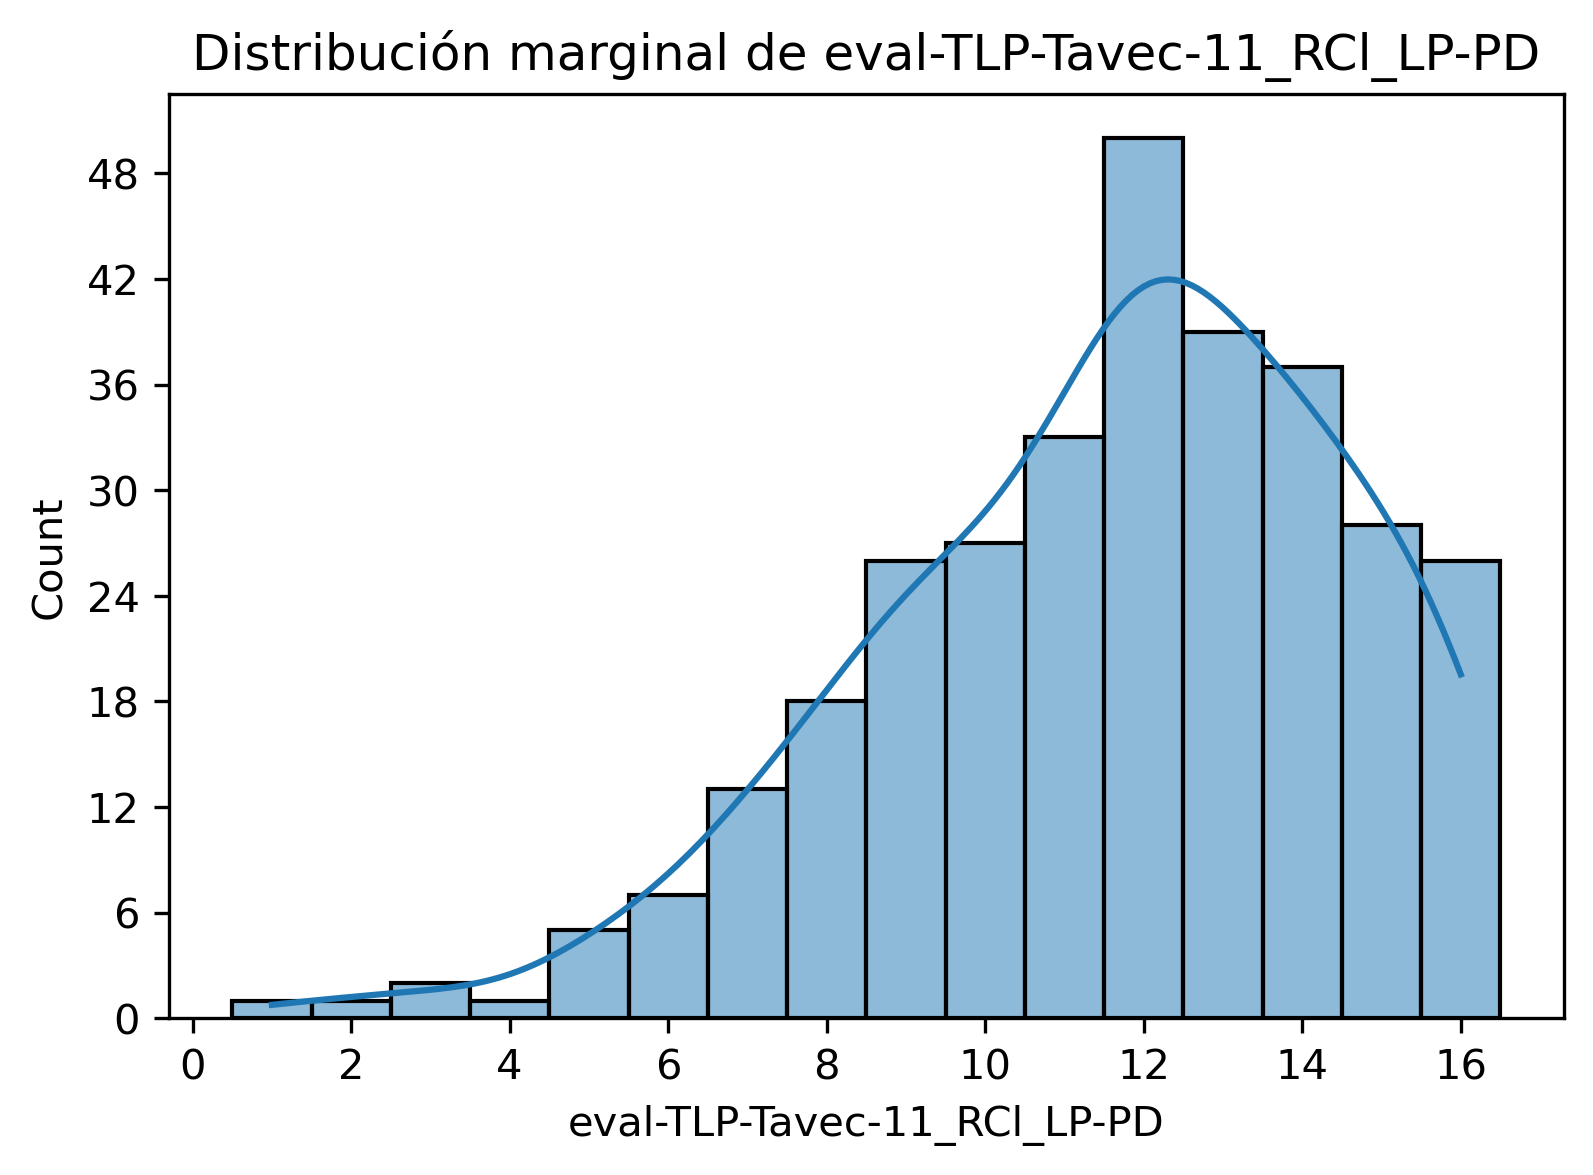 Distribución marginal de eval-TLP-Tavec-11_RCl_LP-PD
48
42
36
30
24
18
12
6
0
Count
0 2 4 6 8 10 12 14 16
eval-TLP-Tavec-11_RCl_LP-PD